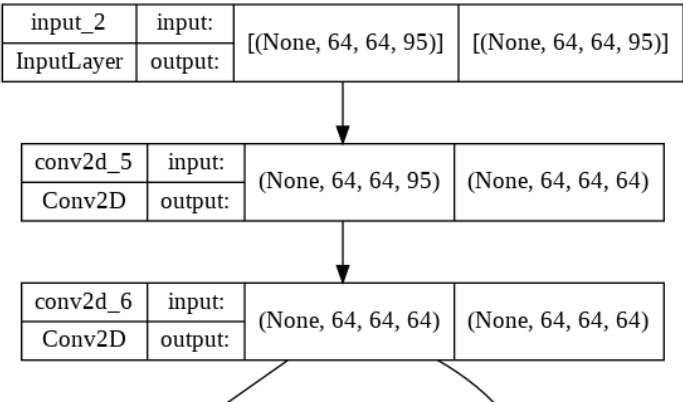 input_2 input: [(None, 64, 64, 95)] [(None, 64, 64, 95)]
InputLayer output:
conv2d_5 input: (None, 64, 64, 95) (None, 64, 64, 64)
Conv2D output:
conv2d_6 input: (None, 64, 64, 64) (None, 64, 64, 64)
Conv2D output: